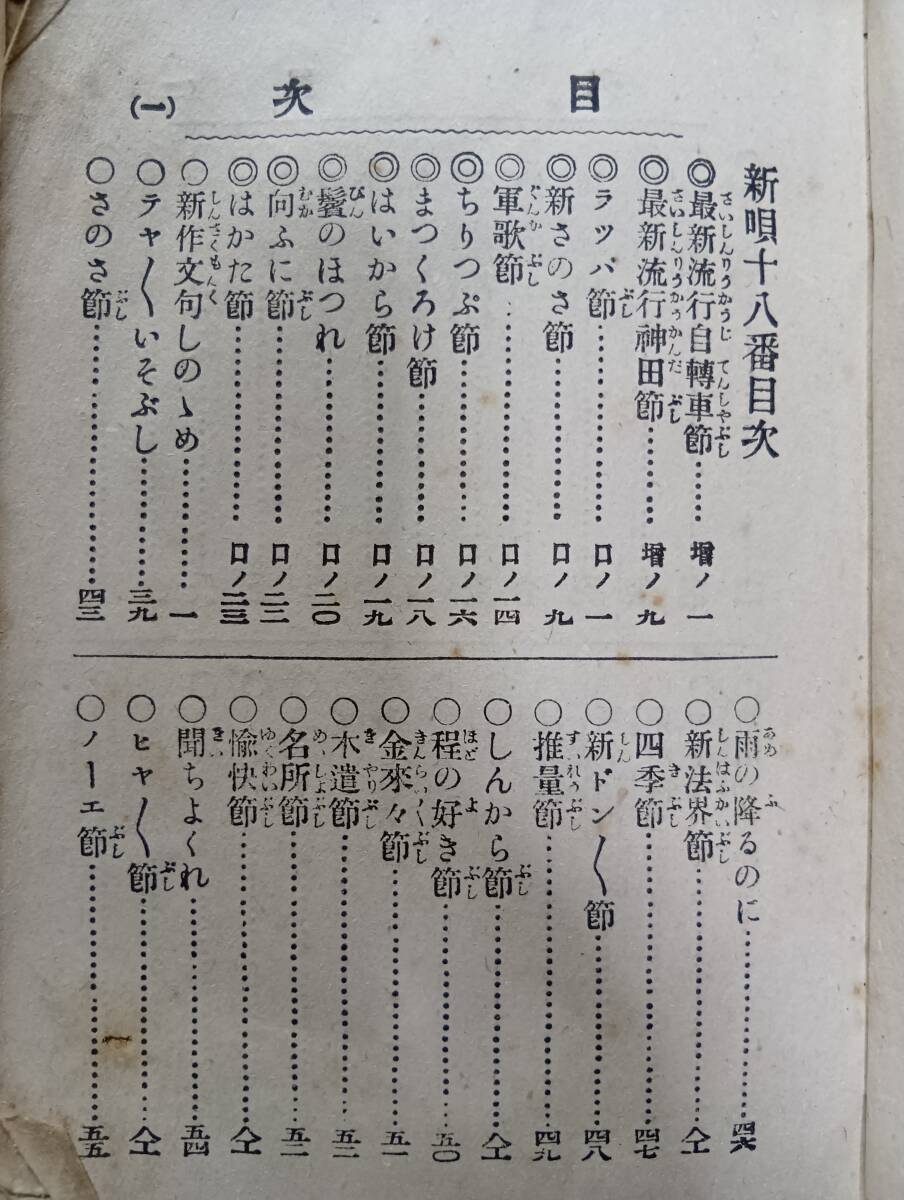 目次 (一)
新唄十八番目次
◎最新流行自轉車節……増ノ一
◎最新流行神田節……増ノ九
◎ラッパ節……口ノ一
◎新さのさ節……口ノ九
◎軍歌節……口ノ一四
◎ちりつぷ節……口ノ一六
◎まつくろけ節……口ノ一八
◎はいから節……口ノ一九
◎鬢のほつれ……口ノ二〇
◎向ふに節……口ノ二二
◎はかた節……口ノ二三
○新作文句しのゝめ……一
○テヤ〳〵いそぶし……三九
○さのさ節……四三
○雨の降るのに……四六
○新法界節……仝
○四季節……四七
○新ドン〳〵節……四八
○推量節……四九
○しんから節……仝
○程の好き節……五〇
○金來々節……五一
○木遣節……五二
○名所節……五二
○愉快節……仝
○聞ちよくれ……五四
○ヒヤ〳〵節……仝
○ノーエ節……五五